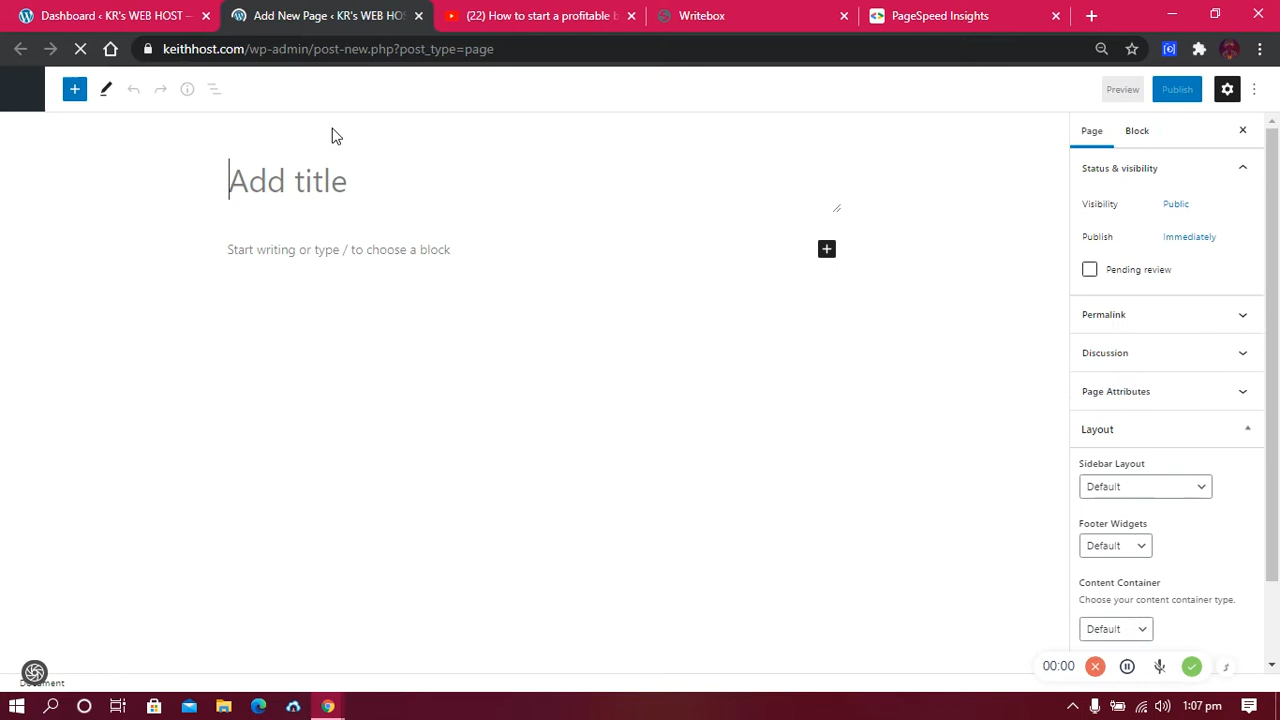 Dashboard ‹ KR's WEB HOST —
Add New Page ‹ KR's WEB HOS
(22) How to start a profitable b
Writebox
PageSpeed Insights
keithhost.com/wp-admin/post-new.php?post_type=page
Preview
Publish
Page
Block
Add title
Start writing or type / to choose a block
Status & visibility
Visibility Public
Publish Immediately
Pending review
Permalink
Discussion
Page Attributes
Layout
Sidebar Layout
Default
Footer Widgets
Default
Content Container
Choose your content container type.
Default
00:00
Document
1:07 pm